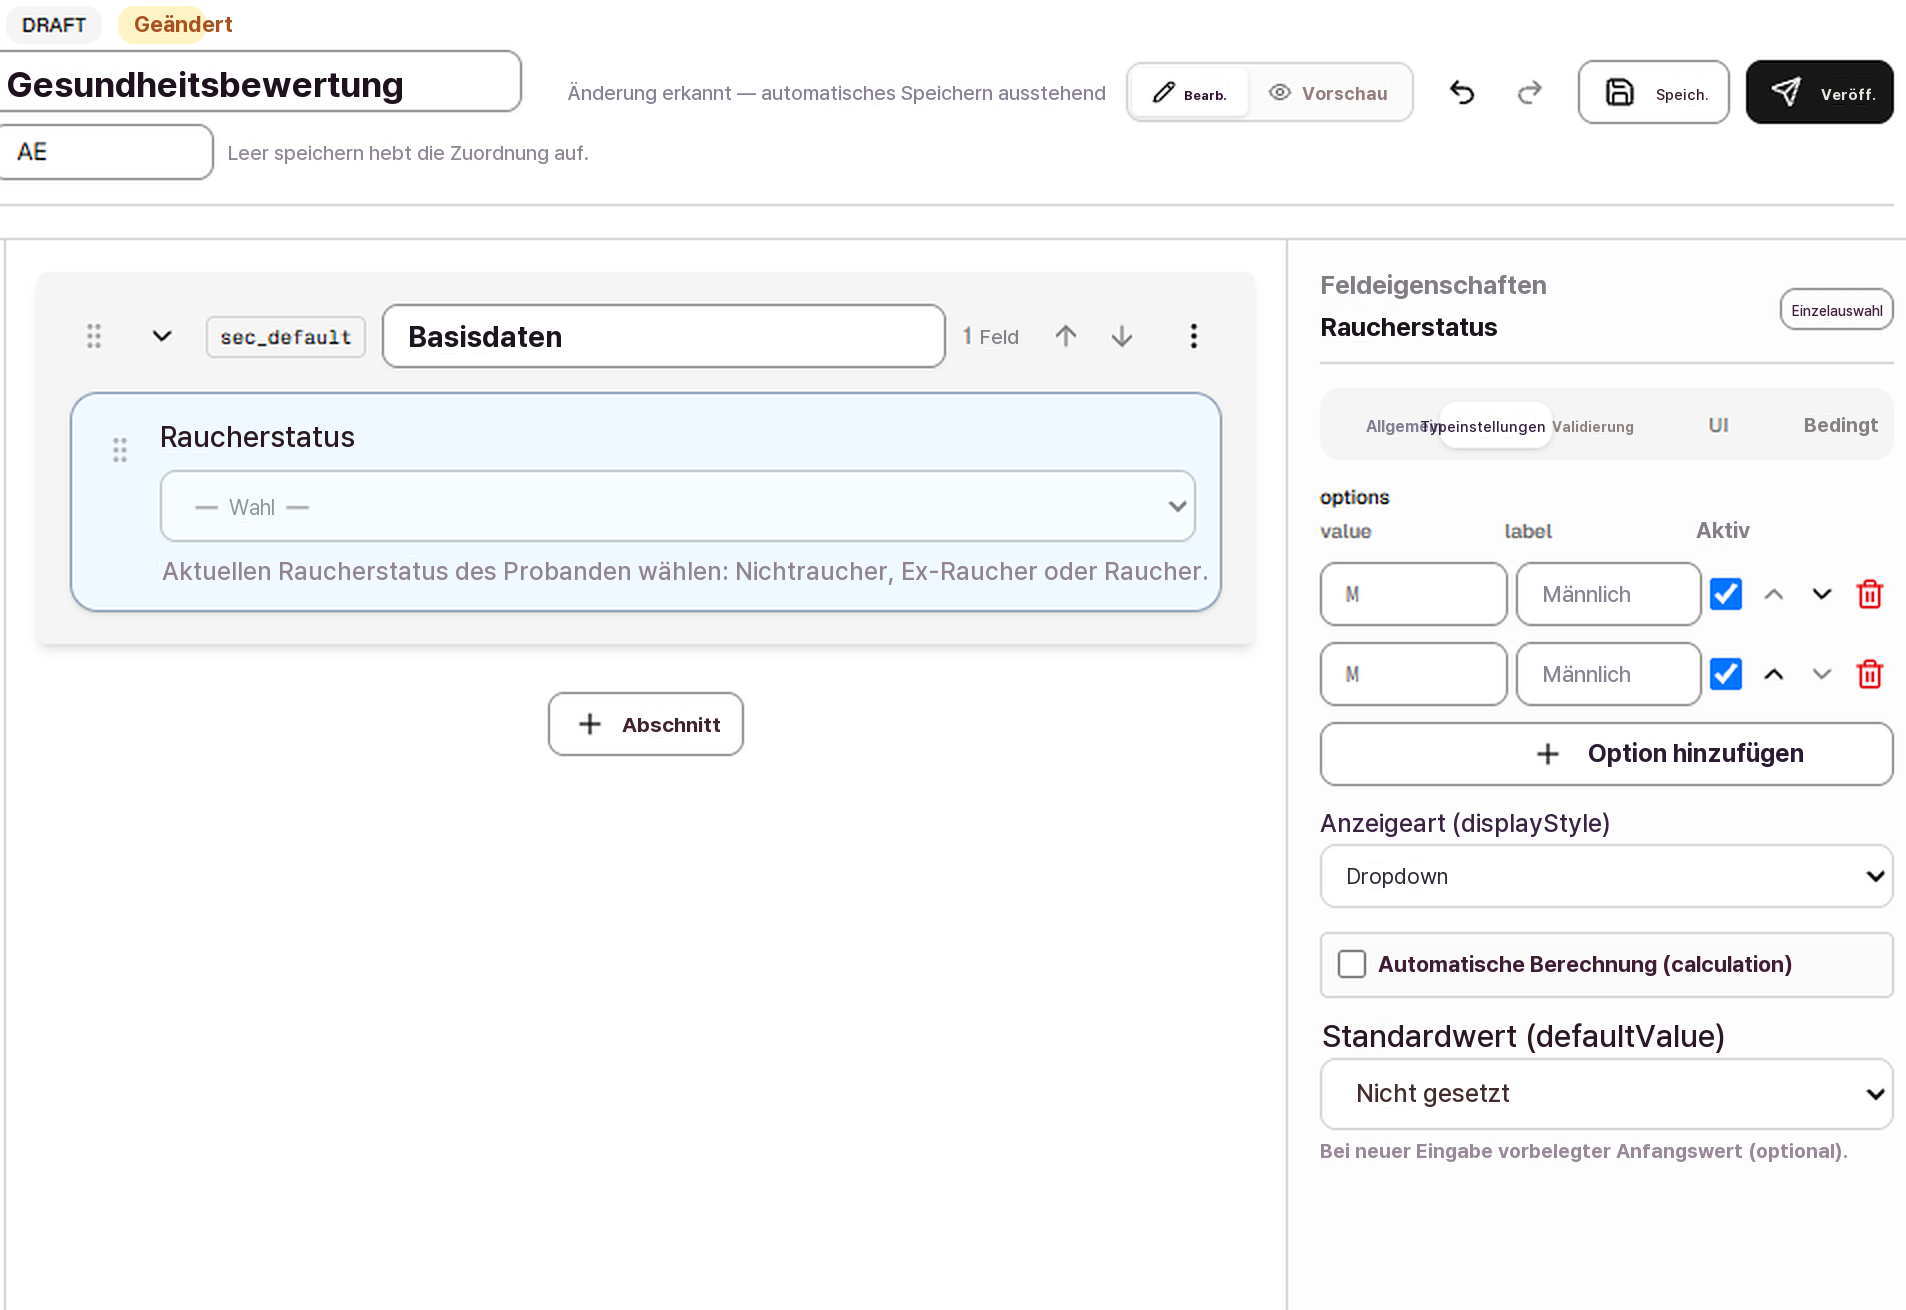 DRAFT Geändert
Gesundheitsbewertung
Änderung erkannt — automatisches Speichern ausstehend
Bearb.
Vorschau
Speich.
Veröff.
AE
Leer speichern hebt die Zuordnung auf.
sec_default
Basisdaten
1 Feld
Raucherstatus
— Wahl —
Aktuellen Raucherstatus des Probanden wählen: Nichtraucher, Ex-Raucher oder Raucher.
Abschnitt
Feldeigenschaften
Raucherstatus
Einzelauswahl
Allgemein Typeinstellungen Validierung UI Bedingt
options
value label Aktiv
M Männlich
M Männlich
Option hinzufügen
Anzeigeart (displayStyle)
Dropdown
Automatische Berechnung (calculation)
Standardwert (defaultValue)
Nicht gesetzt
Bei neuer Eingabe vorbelegter Anfangswert (optional).